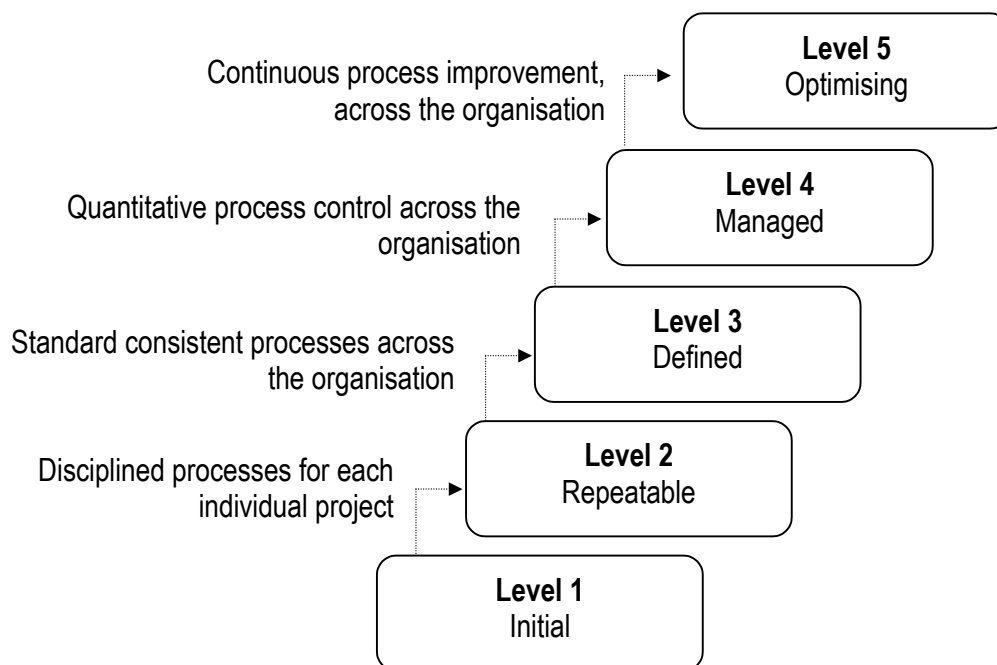 Level 5
Optimising
Continuous process improvement,
across the organisation
Level 4
Managed
Quantitative process control across the
organisation
Level 3
Defined
Standard consistent processes across
the organisation
Level 2
Repeatable
Disciplined processes for each
individual project
Level 1
Initial